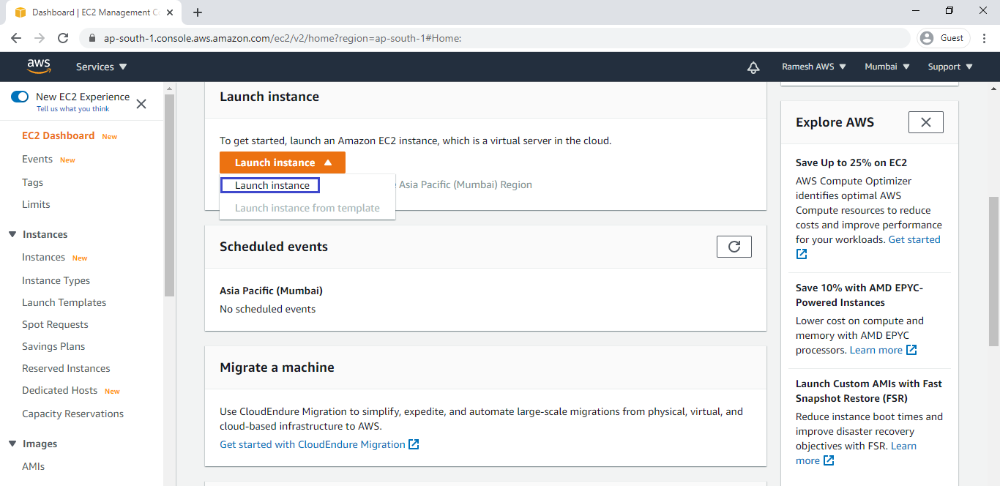 Dashboard | EC2 Management C
ap-south-1.console.aws.amazon.com/ec2/v2/home?region=ap-south-1#Home:
Guest
aws
Services
Ramesh AWS
Mumbai
Support
New EC2 Experience
Tell us what you think
EC2 Dashboard New
Events New
Tags
Limits
Instances
Instances New
Instance Types
Launch Templates
Spot Requests
Savings Plans
Reserved Instances
Dedicated Hosts New
Capacity Reservations
Images
AMIs
Launch instance
To get started, launch an Amazon EC2 instance, which is a virtual server in the cloud.
Launch instance
Launch instance
Asia Pacific (Mumbai) Region
Launch instance from template
Scheduled events
Asia Pacific (Mumbai)
No scheduled events
Migrate a machine
Use CloudEndure Migration to simplify, expedite, and automate large-scale migrations from physical, virtual, and
cloud-based infrastructure to AWS.
Get started with CloudEndure Migration
Explore AWS
Save Up to 25% on EC2
AWS Compute Optimizer
identifies optimal AWS
Compute resources to reduce
costs and improve performance
for your workloads. Get started
Save 10% with AMD EPYC-
Powered Instances
Lower cost on compute and
memory with AMD EPYC
processors. Learn more
Launch Custom AMIs with Fast
Snapshot Restore (FSR)
Reduce instance boot times and
improve disaster recovery
objectives with FSR. Learn
more